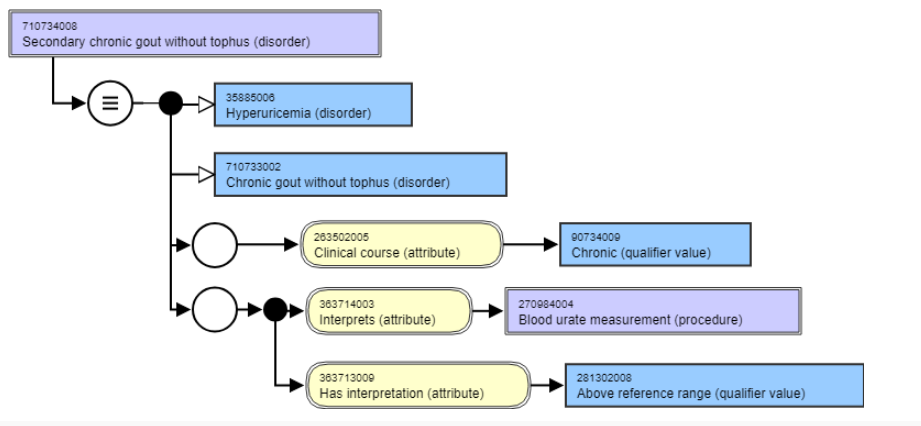 710734008
Secondary chronic gout without tophus (disorder)
35885006
Hyperuricemia (disorder)
710733002
Chronic gout without tophus (disorder)
263502005
Clinical course (attribute)
90734009
Chronic (qualifier value)
363714003
Interprets (attribute)
270984004
Blood urate measurement (procedure)
363713009
Has interpretation (attribute)
281302008
Above reference range (qualifier value)